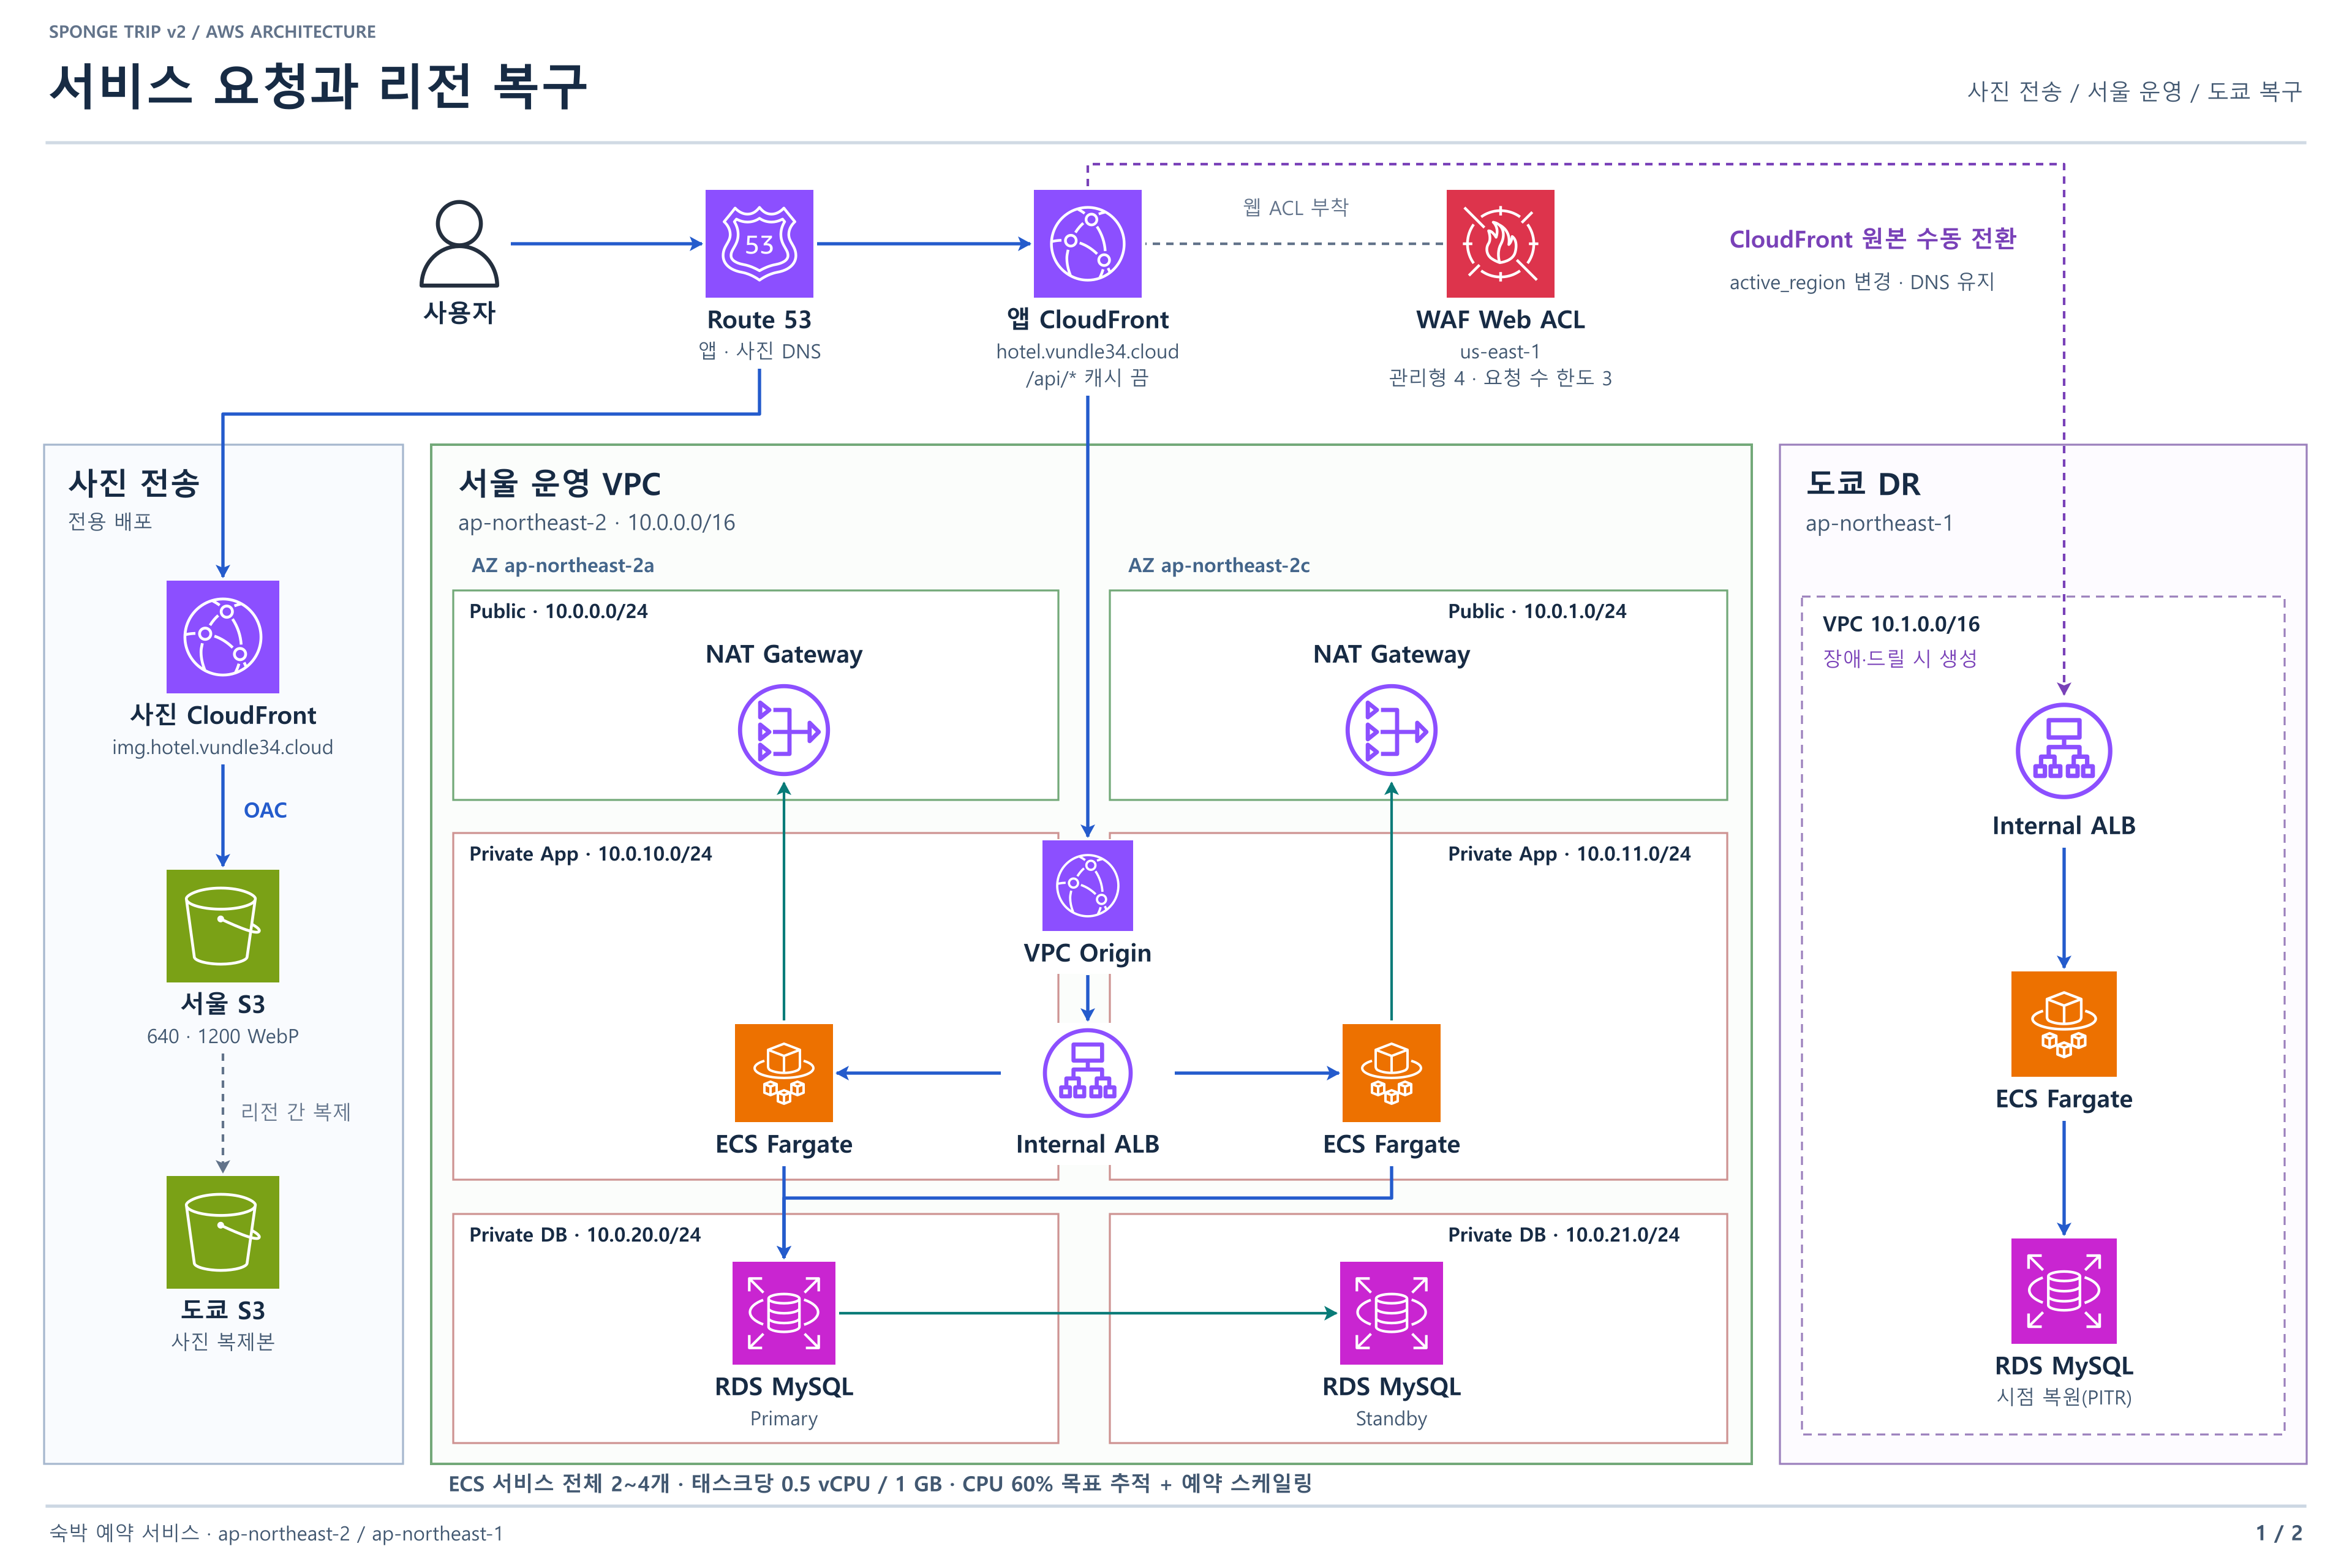 SPONGE TRIP v2 / AWS ARCHITECTURE
서비스 요청과 리전 복구
사진 전송 / 서울 운영 / 도쿄 복구
사용자
53
Route 53
앱 · 사진 DNS
앱 CloudFront
hotel.vundle34.cloud
/api/* 캐시 끔
웹 ACL 부착
WAF Web ACL
us-east-1
관리형 4 · 요청 수 한도 3
CloudFront 원본 수동 전환
active_region 변경 · DNS 유지
사진 전송
전용 배포
사진 CloudFront
img.hotel.vundle34.cloud
OAC
서울 S3
640 · 1200 WebP
리전 간 복제
도쿄 S3
사진 복제본
서울 운영 VPC
ap-northeast-2 · 10.0.0.0/16
AZ ap-northeast-2a
AZ ap-northeast-2c
Public · 10.0.0.0/24
NAT Gateway
Public · 10.0.1.0/24
NAT Gateway
Private App · 10.0.10.0/24
Private App · 10.0.11.0/24
VPC Origin
ECS Fargate
Internal ALB
ECS Fargate
Private DB · 10.0.20.0/24
RDS MySQL
Primary
Private DB · 10.0.21.0/24
RDS MySQL
Standby
ECS 서비스 전체 2~4개 · 태스크당 0.5 vCPU / 1 GB · CPU 60% 목표 추적 + 예약 스케일링
도쿄 DR
ap-northeast-1
VPC 10.1.0.0/16
장애·드릴 시 생성
Internal ALB
ECS Fargate
RDS MySQL
시점 복원(PITR)
숙박 예약 서비스 · ap-northeast-2 / ap-northeast-1
1 / 2